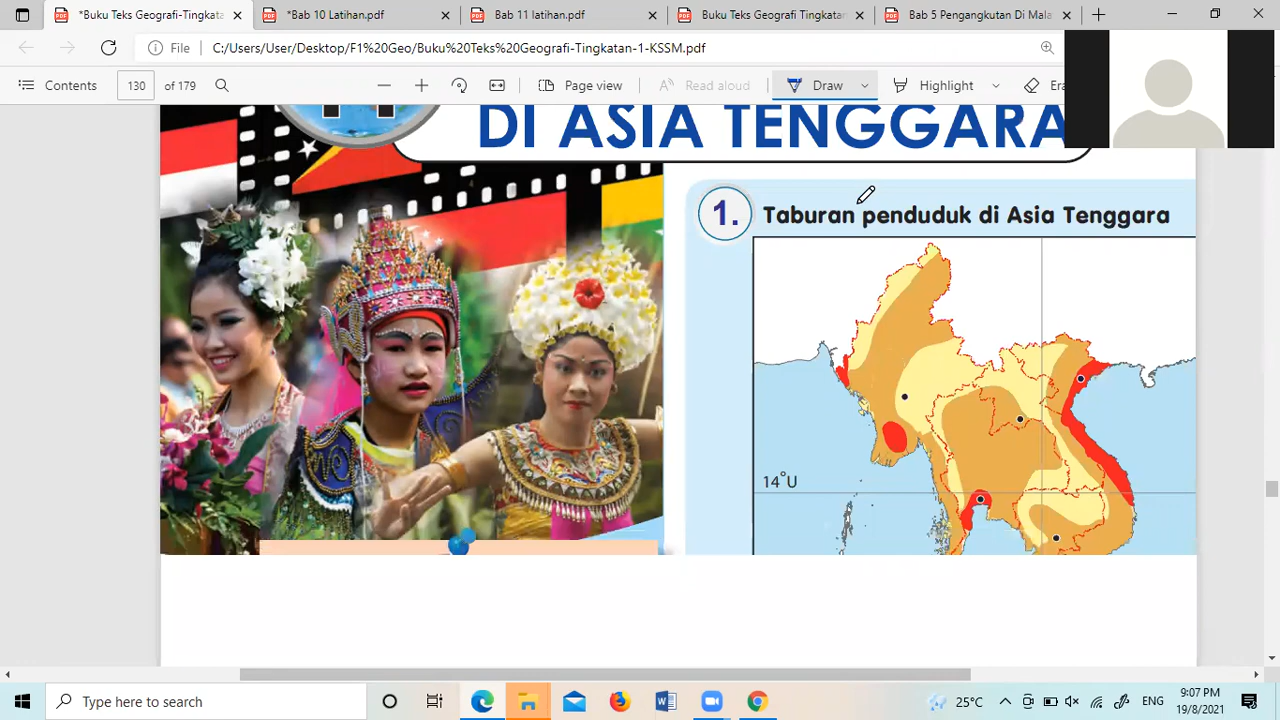 *Buku Teks Geografi-Tingkata
*Bab 10 Latihan.pdf
Bab 11 latihan.pdf
Buku Teks Geografi Tingkatan
Bab 3 Pengangkutan Di Mala
File
C:/Users/User/Desktop/F1%20Geo/Buku%20Teks%20Geografi-Tingkatan-1-KSSM.pdf
Contents
130
of 179
Page view
Read aloud
Draw
Highlight
Era
DI ASIA TENGGARA
1.
Taburan penduduk di Asia Tenggara
14°U
Type here to search
25°C
ENG
9:07 PM
19/8/2021